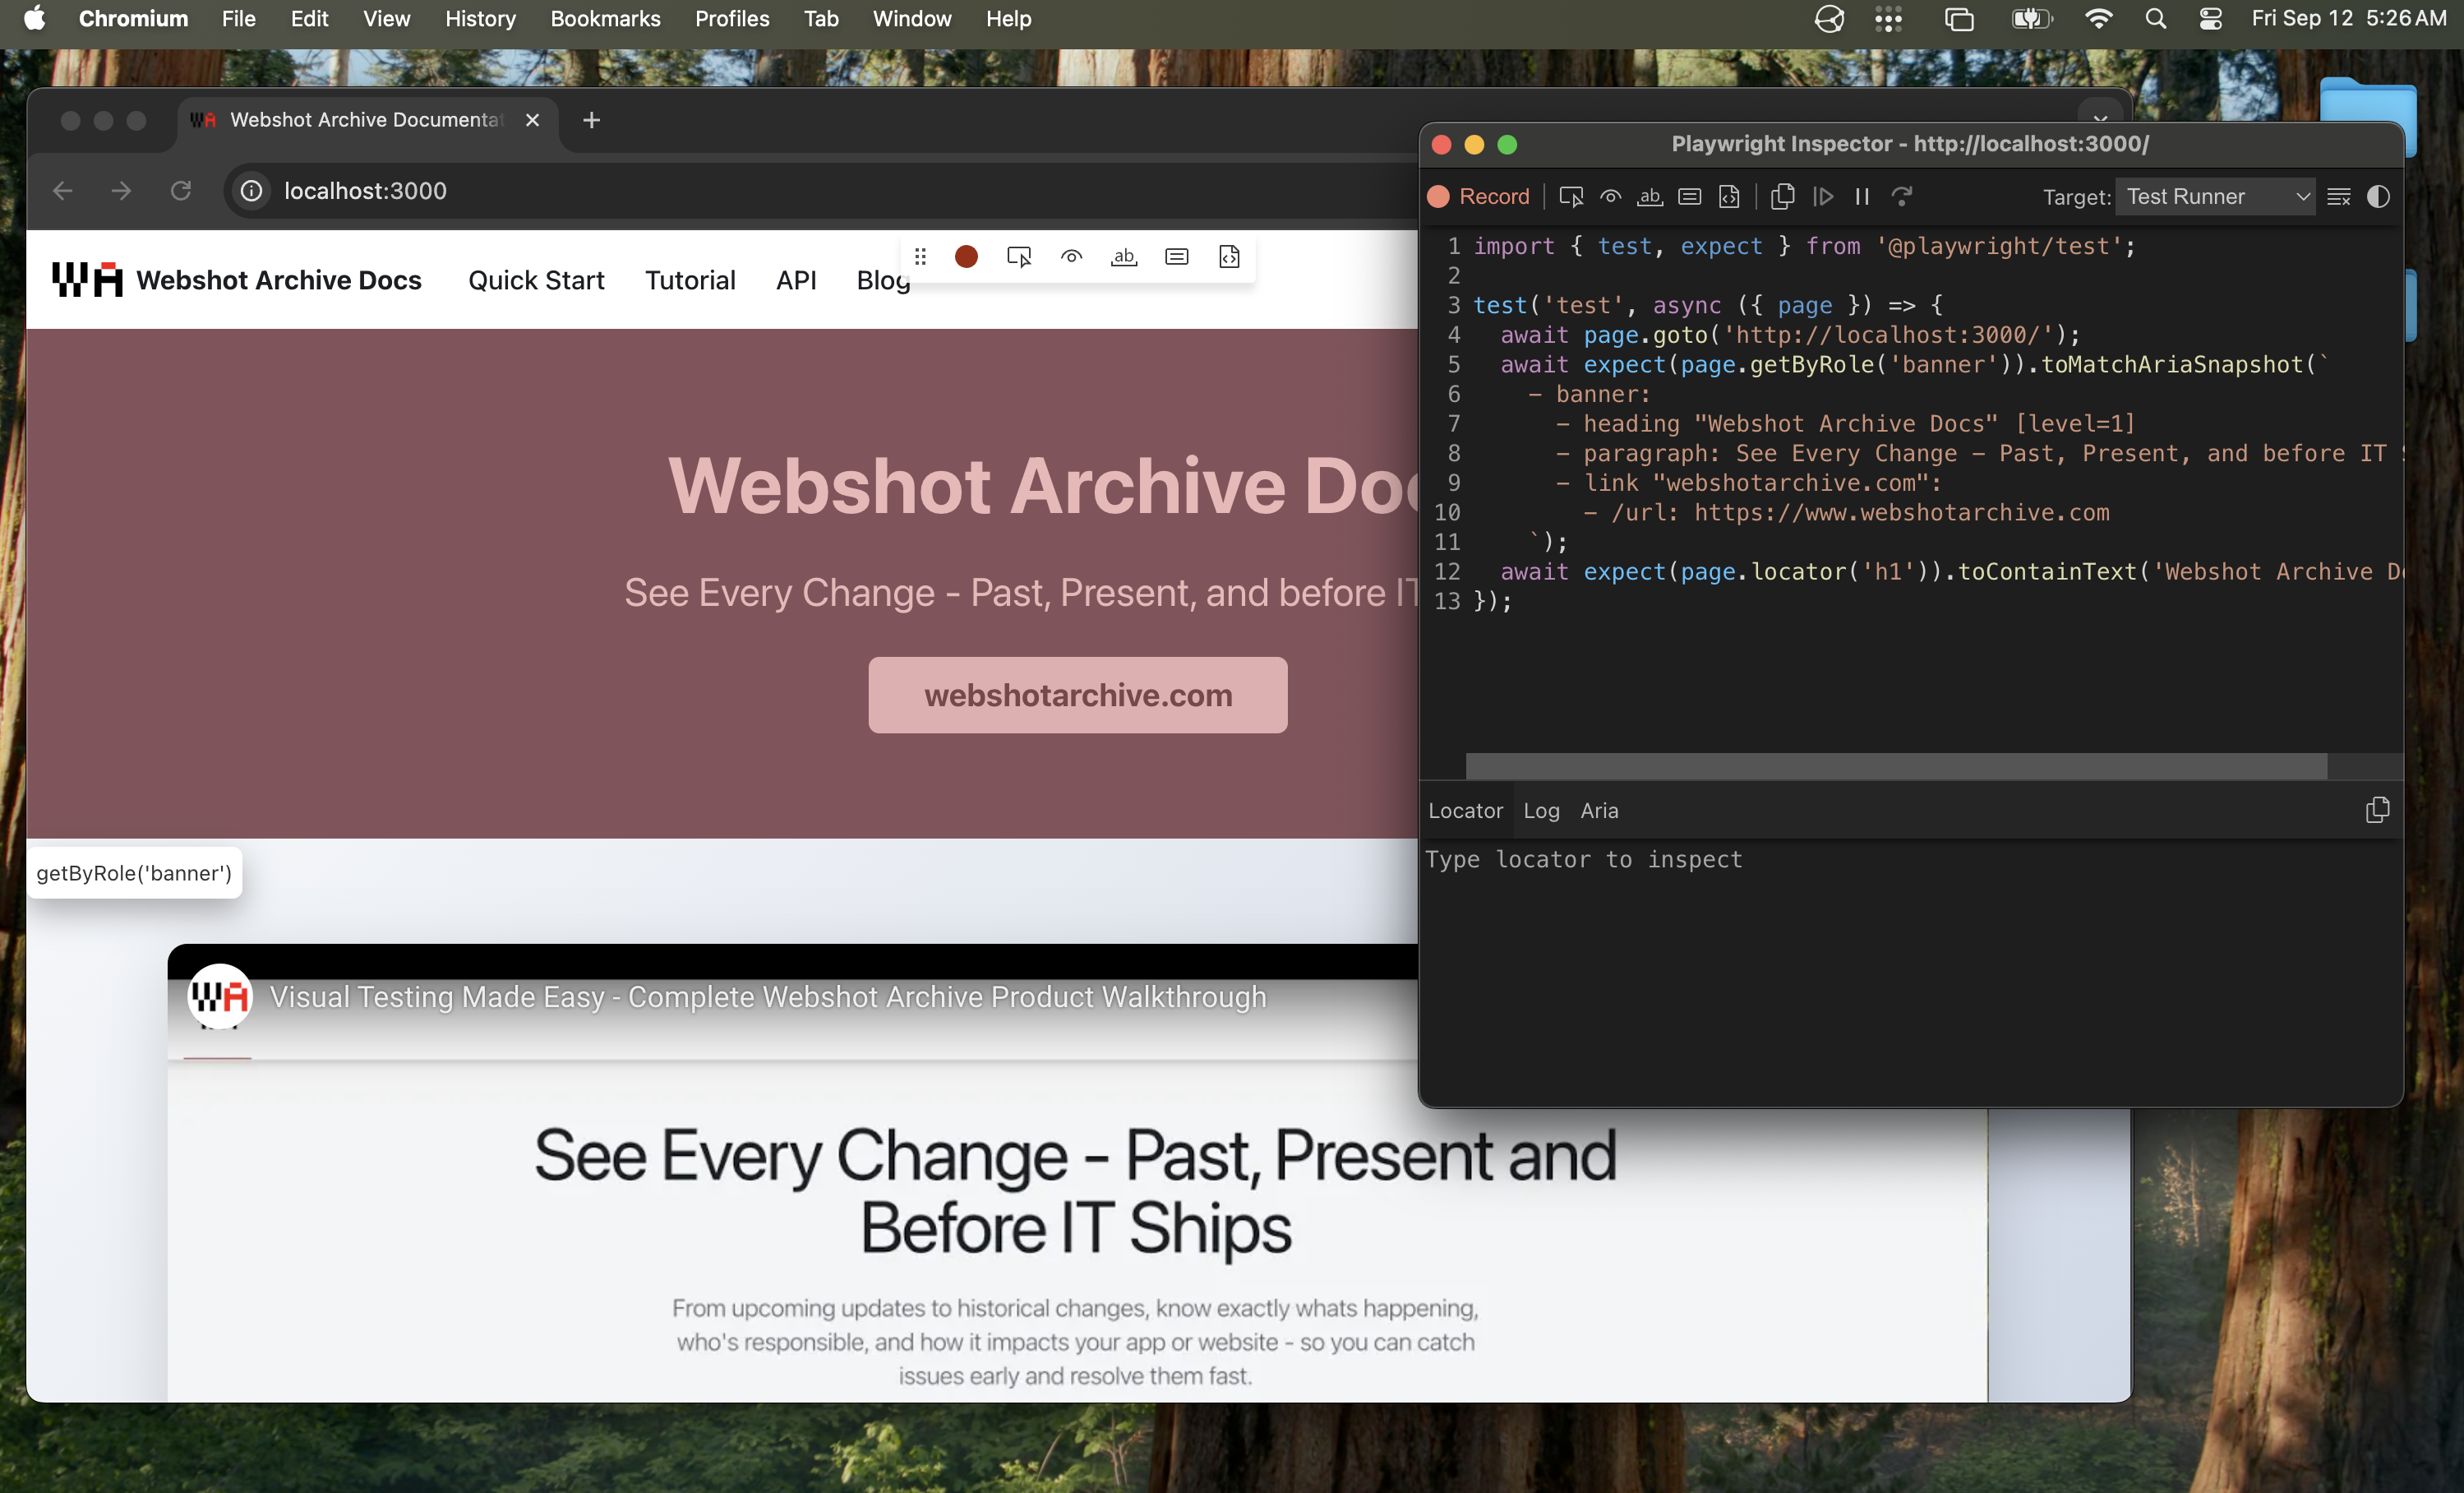 Chromium File Edit View History Bookmarks Profiles Tab Window Help
Fri Sep 12 5:26 AM
WA Webshot Archive Documentat
localhost:3000
WA Webshot Archive Docs Quick Start Tutorial API Blog
ab
Webshot Archive Doc
See Every Change - Past, Present, and before IT
webshotarchive.com
getByRole('banner')
WA Visual Testing Made Easy - Complete Webshot Archive Product Walkthrough
See Every Change - Past, Present and
Before IT Ships
From upcoming updates to historical changes, know exactly whats happening,
who's responsible, and how it impacts your app or website - so you can catch
issues early and resolve them fast.
Playwright Inspector - http://localhost:3000/
Record ab Target: Test Runner
1 import { test, expect } from '@playwright/test';
2
3 test('test', async ({ page }) => {
4 await page.goto('http://localhost:3000/');
5 await expect(page.getByRole('banner')).toMatchAriaSnapshot(`
6 - banner:
7 - heading "Webshot Archive Docs" [level=1]
8 - paragraph: See Every Change - Past, Present, and before IT
9 - link "webshotarchive.com":
10 - /url: https://www.webshotarchive.com
11 `);
12 await expect(page.locator('h1')).toContainText('Webshot Archive D
13 });
Locator Log Aria
Type locator to inspect